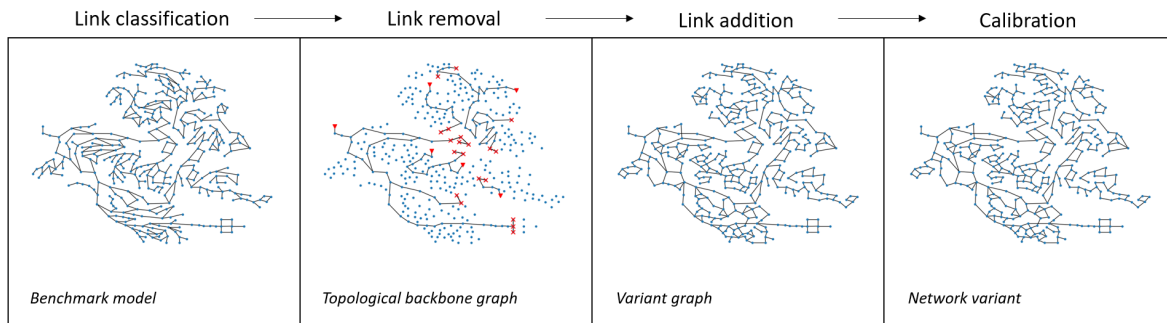 Link classification
Link removal
Link addition
Calibration
Benchmark model
Topological backbone graph
Variant graph
Network variant